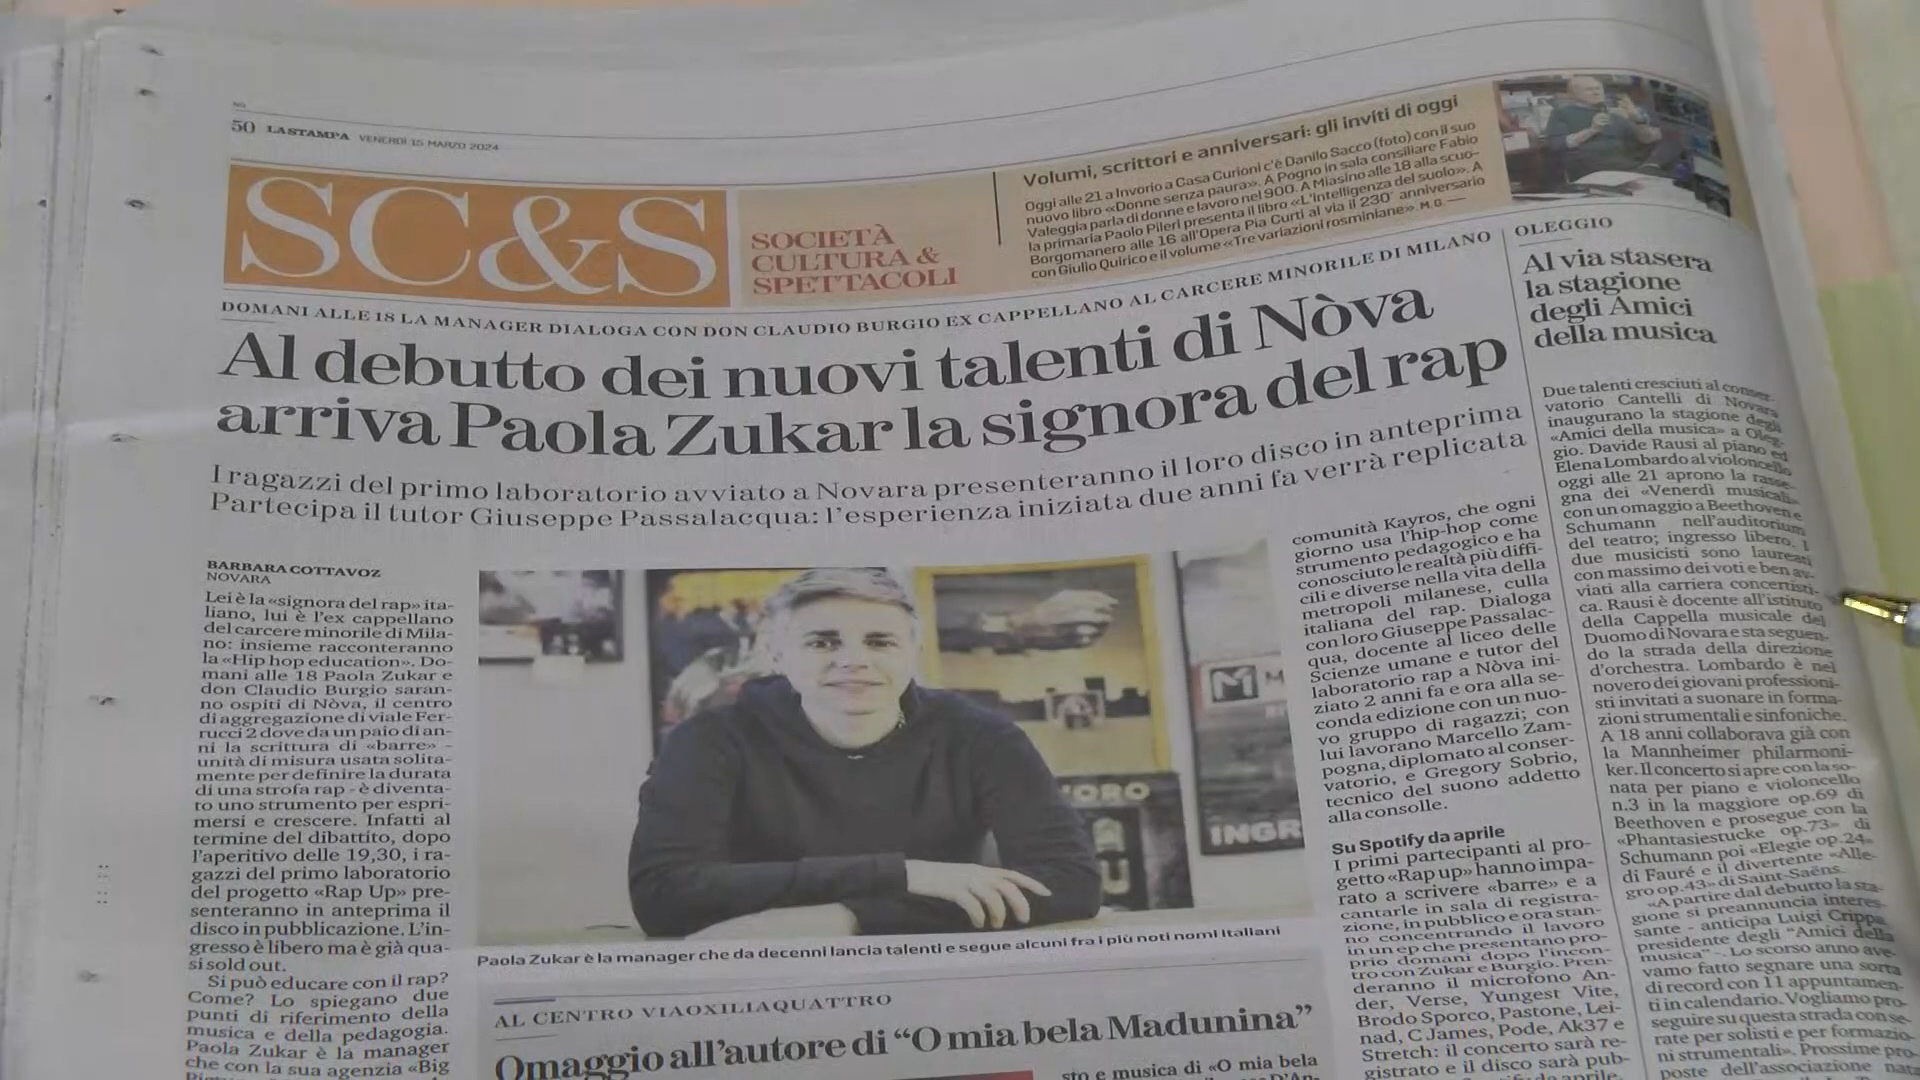 50 LA STAMPA VENERDÌ 15 MARZO 2024
SC&S
SOCIETÀ
CULTURA &
SPETTACOLI
Volumi, scrittori e anniversari: gli inviti di oggi
Oggi alle 21 a Invorio a Casa Curioni c'è Danilo Sacco (foto) con il suo
nuovo libro «Donne senza paura». A Pogno in sala consiliare Fabio
Valeggia parla di donne e lavoro nel 900. A Miasino alle 18 alla scuo-
la primaria Paolo Pileri presenta il libro «L'intelligenza del suolo». A
Borgomanero alle 16 all'Opera Pia Curti al via il 230° anniversario
con Giulio Quirico e il volume «Tre variazioni rosminiane». M. G. —
DOMANI ALLE 18 LA MANAGER DIALOGA CON DON CLAUDIO BURGIO EX CAPPELLANO AL CARCERE MINORILE DI MILANO
Al debutto dei nuovi talenti di Nòva
arriva Paola Zukar la signora del rap
I ragazzi del primo laboratorio avviato a Novara presenteranno il loro disco in anteprima
Partecipa il tutor Giuseppe Passalacqua: l'esperienza iniziata due anni fa verrà replicata
BARBARA COTTAVOZ
NOVARA
Lei è la «signora del rap» ita-
liano, lui è l'ex cappellano
del carcere minorile di Mila-
no: insieme racconteranno
la «Hip hop education». Do-
mani alle 18 Paola Zukar e
don Claudio Burgio saran-
no ospiti di Nòva, il centro
di aggregazione di viale Fer-
rucci 2 dove da un paio di an-
ni la scrittura di «barre» -
unità di misura usata solita-
mente per definire la durata
di una strofa rap - è diventa-
to uno strumento per espri-
mersi e crescere. Infatti al
termine del dibattito, dopo
l'aperitivo delle 19,30, i ra-
gazzi del primo laboratorio
del progetto «Rap Up» pre-
senteranno in anteprima il
disco in pubblicazione. L'in-
gresso è libero ma è già qua-
si sold out.
Si può educare con il rap?
Come? Lo spiegano due
punti di riferimento della
musica e della pedagogia.
Paola Zukar è la manager
che con la sua agenzia «Big
Paola Zukar è la manager che da decenni lancia talenti e segue alcuni fra i più noti nomi italiani
AL CENTRO VIAOXILIAQUATTRO
Omaggio all'autore di "O mia bela Madunina"
sto e musica di «O mia bela
comunità Kayros, che ogni
giorno usa l'hip-hop come
strumento pedagogico e ha
conosciuto le realtà più diffi-
cili e diverse nella vita della
metropoli milanese, culla
italiana del rap. Dialoga
con loro Giuseppe Passalac-
qua, docente al liceo delle
Scienze umane e tutor del
laboratorio rap a Nòva ini-
ziato 2 anni fa e ora alla se-
conda edizione con un nuo-
vo gruppo di ragazzi; con
lui lavorano Marcello Zam-
pogna, diplomato al conser-
vatorio, e Gregory Sobrio,
tecnico del suono addetto
alla consolle.
Su Spotify da aprile
I primi partecipanti al pro-
getto «Rap up» hanno impa-
rato a scrivere «barre» e a
cantarle in sala di registra-
zione, in pubblico e ora stan-
no concentrando il lavoro
in un ep che presentano pro-
prio domani dopo l'incon-
tro con Zukar e Burgio. Pren-
deranno il microfono An-
der, Verse, Yungest Vite,
Brodo Sporco, Pastone, Lei-
nad, C James, Pode, Ak37 e
Stretch: il concerto sarà re-
gistrato e il disco sarà pub-
OLEGGIO
Al via stasera
la stagione
degli Amici
della musica
Due talenti cresciuti al conser-
vatorio Cantelli di Novara
inaugurano la stagione degli
«Amici della musica» a Oleg-
gio. Davide Rausi al piano ed
Elena Lombardo al violoncello
oggi alle 21 aprono la rasse-
gna dei «Venerdì musicali»
con un omaggio a Beethoven e
Schumann nell'auditorium
del teatro; ingresso libero. I
due musicisti sono laureati
con massimo dei voti e ben av-
viati alla carriera concertisti-
ca. Rausi è docente all'istituto
della Cappella musicale del
Duomo di Novara e sta seguen-
do la strada della direzione
d'orchestra. Lombardo è nel
novero dei giovani professioni-
sti invitati a suonare in forma-
zioni strumentali e sinfoniche.
A 18 anni collaborava già con
la Mannheimer philarmoni-
ker. Il concerto si apre con la so-
nata per piano e violoncello
n.3 in la maggiore op.69 di
Beethoven e prosegue con la
«Phantasiestucke op.73» di
Schumann poi «Elegie op.24»
di Fauré e il divertente «Alle-
gro op.43» di Saint-Saëns.
«A partire dal debutto la sta-
gione si preannuncia interes-
sante - anticipa Luigi Crippa
presidente degli "Amici della
musica" -. Lo scorso anno ave-
vamo fatto segnare una sorta
di record con 11 appuntamen-
ti in calendario. Vogliamo pro-
seguire su questa strada con se-
rate per solisti e per formazio-
ni strumentali». Prossime pro-
poste dell'associazione